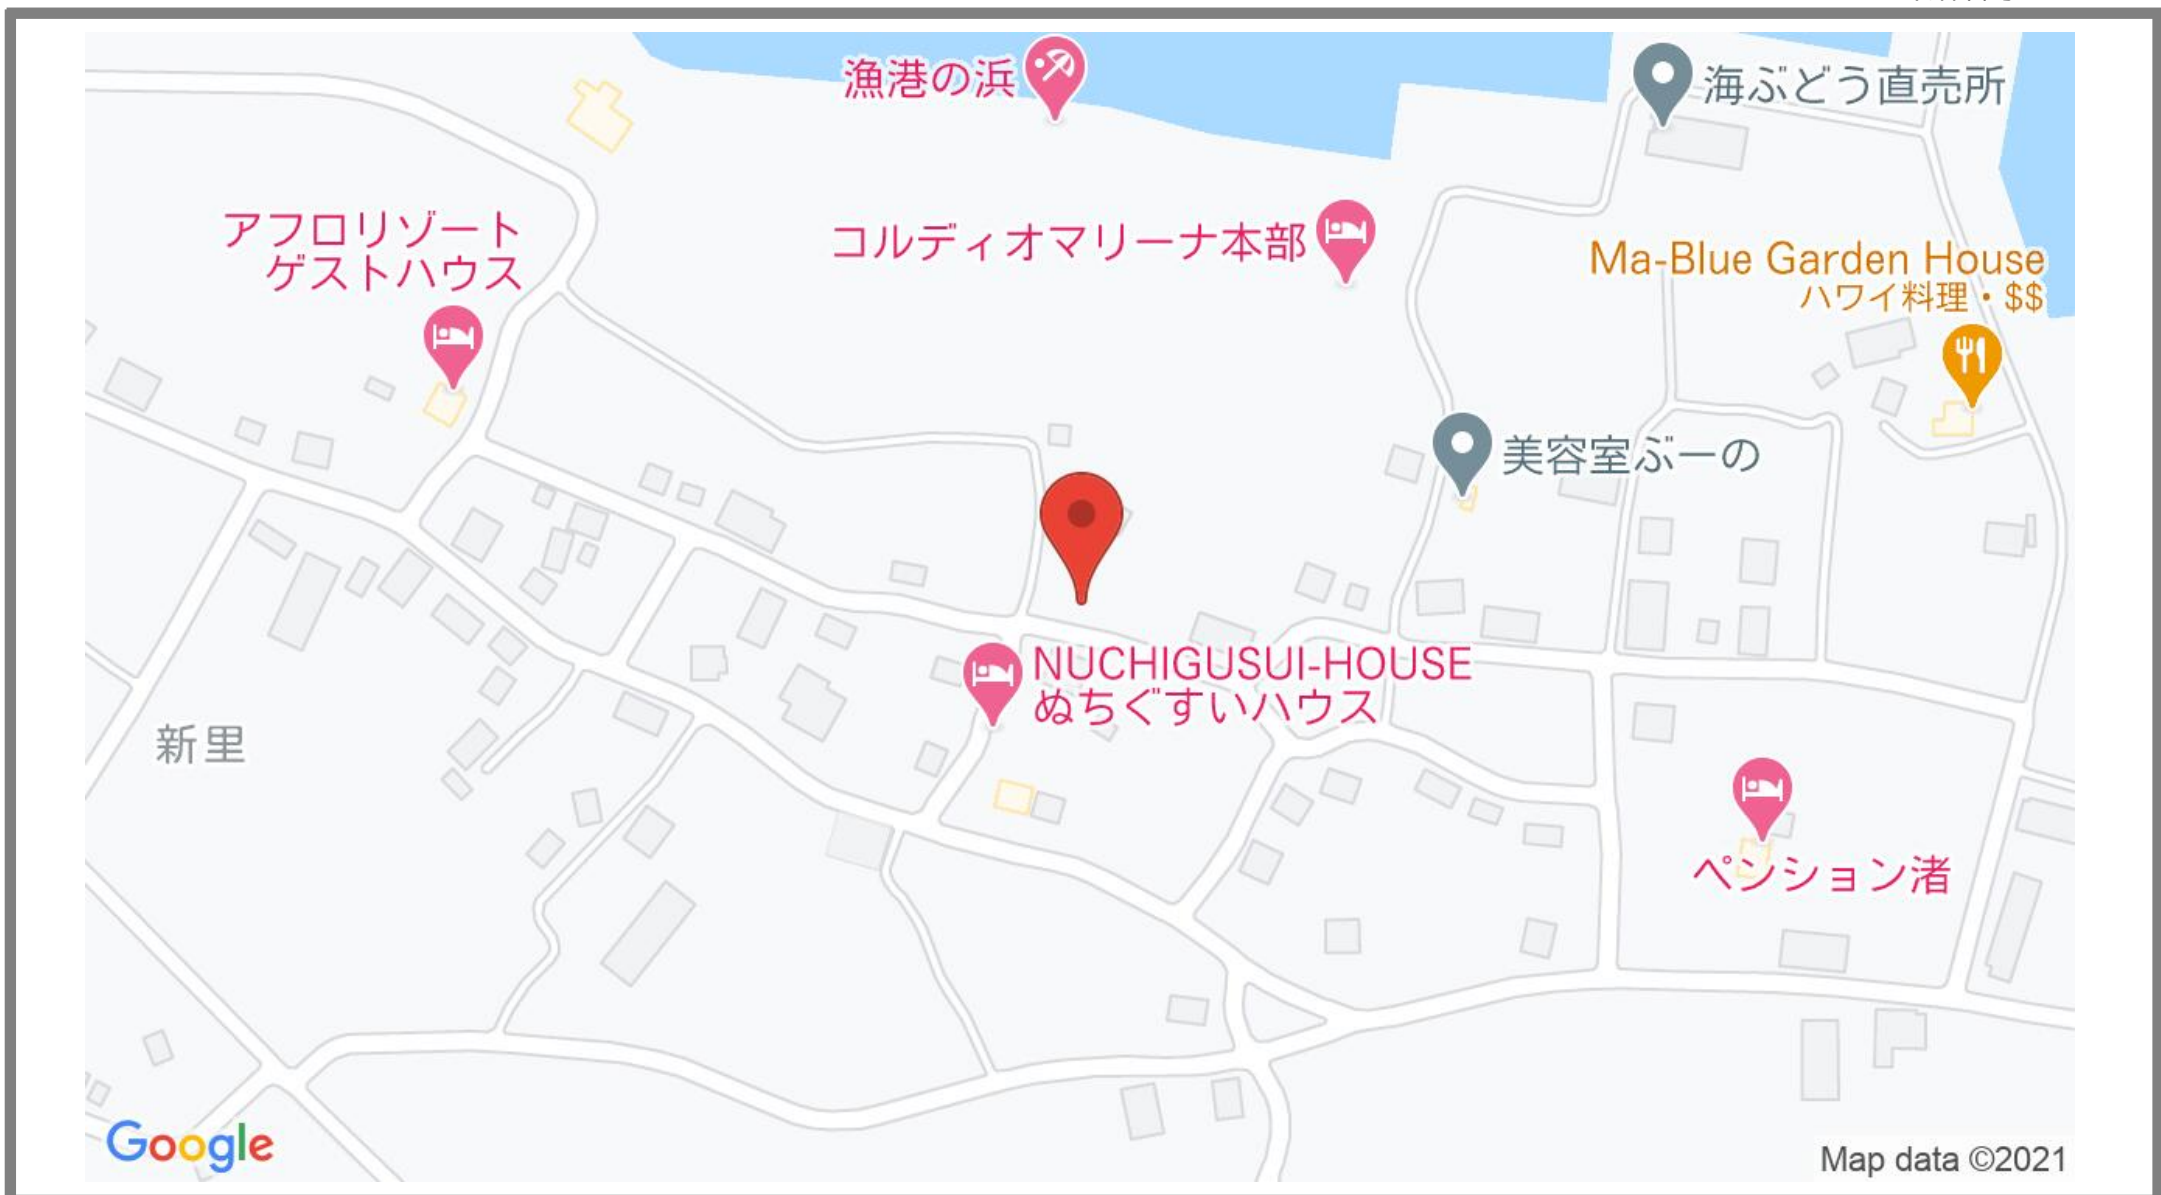 漁港の浜
海ぶどう直売所
アフロリゾート
ゲストハウス
コルディオマリーナ本部
Ma-Blue Garden House
ハワイ料理・$$
美容室ぶーの
NUCHIGUSUI-HOUSE
ぬちぐすいハウス
新里
ペンション渚
Google
Map data ©2021